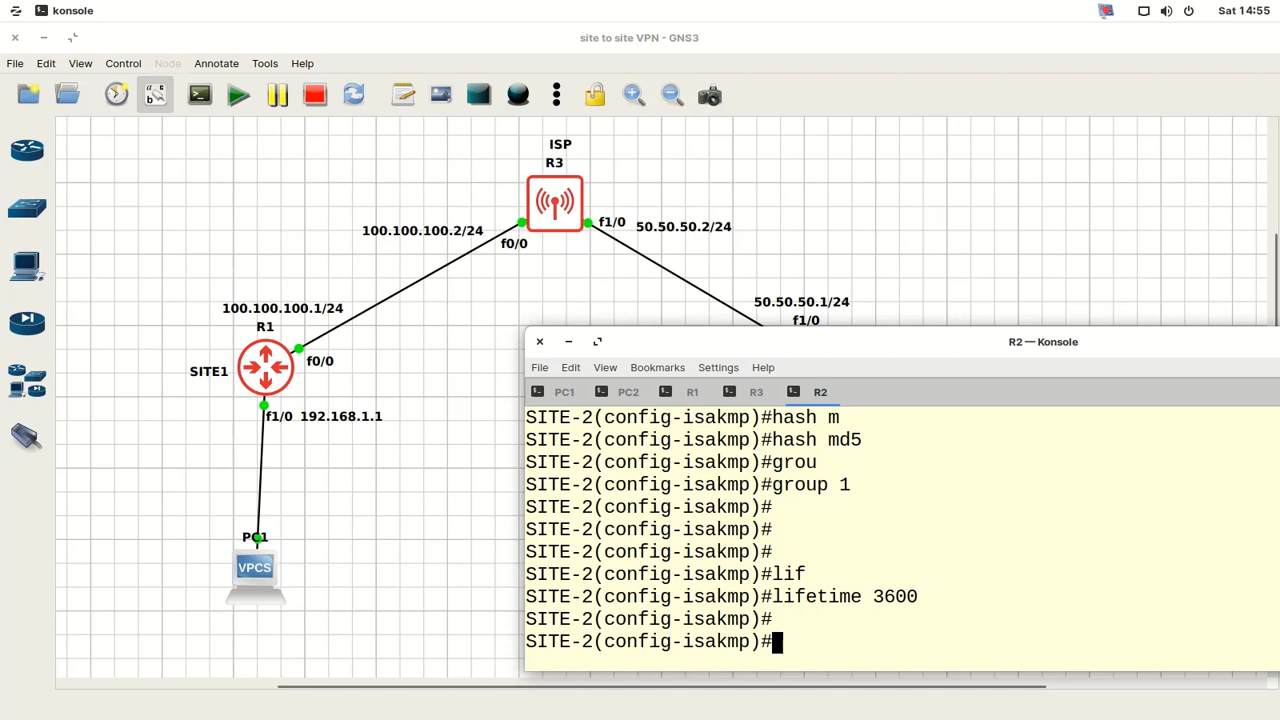 konsole
Sat 14:55
site to site VPN - GNS3
File Edit View Control Node Annotate Tools Help
ISP
R3
f1/0 50.50.50.2/24
100.100.100.2/24
f0/0
50.50.50.1/24
f1/0
100.100.100.1/24
R1
f0/0
SITE1
f1/0 192.168.1.1
PC1
VPCS
R2 — Konsole
File Edit View Bookmarks Settings Help
PC1 PC2 R1 R3 R2
SITE-2(config-isakmp)#hash m
SITE-2(config-isakmp)#hash md5
SITE-2(config-isakmp)#grou
SITE-2(config-isakmp)#group 1
SITE-2(config-isakmp)#
SITE-2(config-isakmp)#
SITE-2(config-isakmp)#
SITE-2(config-isakmp)#lif
SITE-2(config-isakmp)#lifetime 3600
SITE-2(config-isakmp)#
SITE-2(config-isakmp)#